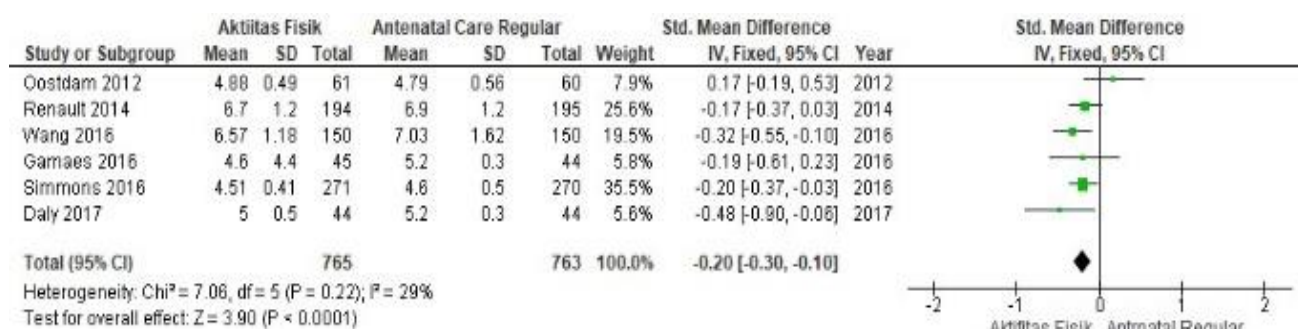 Aktiitas Fisik Antenatal Care Regular Std. Mean Difference Std. Mean Difference
Study or Subgroup Mean SD Total Mean SD Total Weight IV, Fixed, 95% CI Year IV, Fixed, 95% CI
Oostdam 2012 4.88 0.49 61 4.79 0.56 60 7.9% 0.17 [-0.19, 0.53] 2012
Renault 2014 6.7 1.2 194 6.9 1.2 195 25.6% -0.17 [-0.37, 0.03] 2014
Wang 2016 6.57 1.18 150 7.03 1.62 150 19.5% -0.32 [-0.55, -0.10] 2016
Gamaes 2016 4.6 4.4 45 5.2 0.3 44 5.8% -0.19 [-0.61, 0.23] 2016
Simmons 2016 4.51 0.41 271 4.6 0.5 270 35.5% -0.20 [-0.37, -0.03] 2016
Daly 2017 5 0.5 44 5.2 0.3 44 5.6% -0.48 [-0.90, -0.06] 2017
Total (95% CI) 765 763 100.0% -0.20 [-0.30, -0.10]
Heterogeneity: Chi² = 7.06, df = 5 (P = 0.22); I² = 29%
Test for overall effect: Z = 3.90 (P < 0.0001)
-2 -1 0 1 2
Fisik Regular